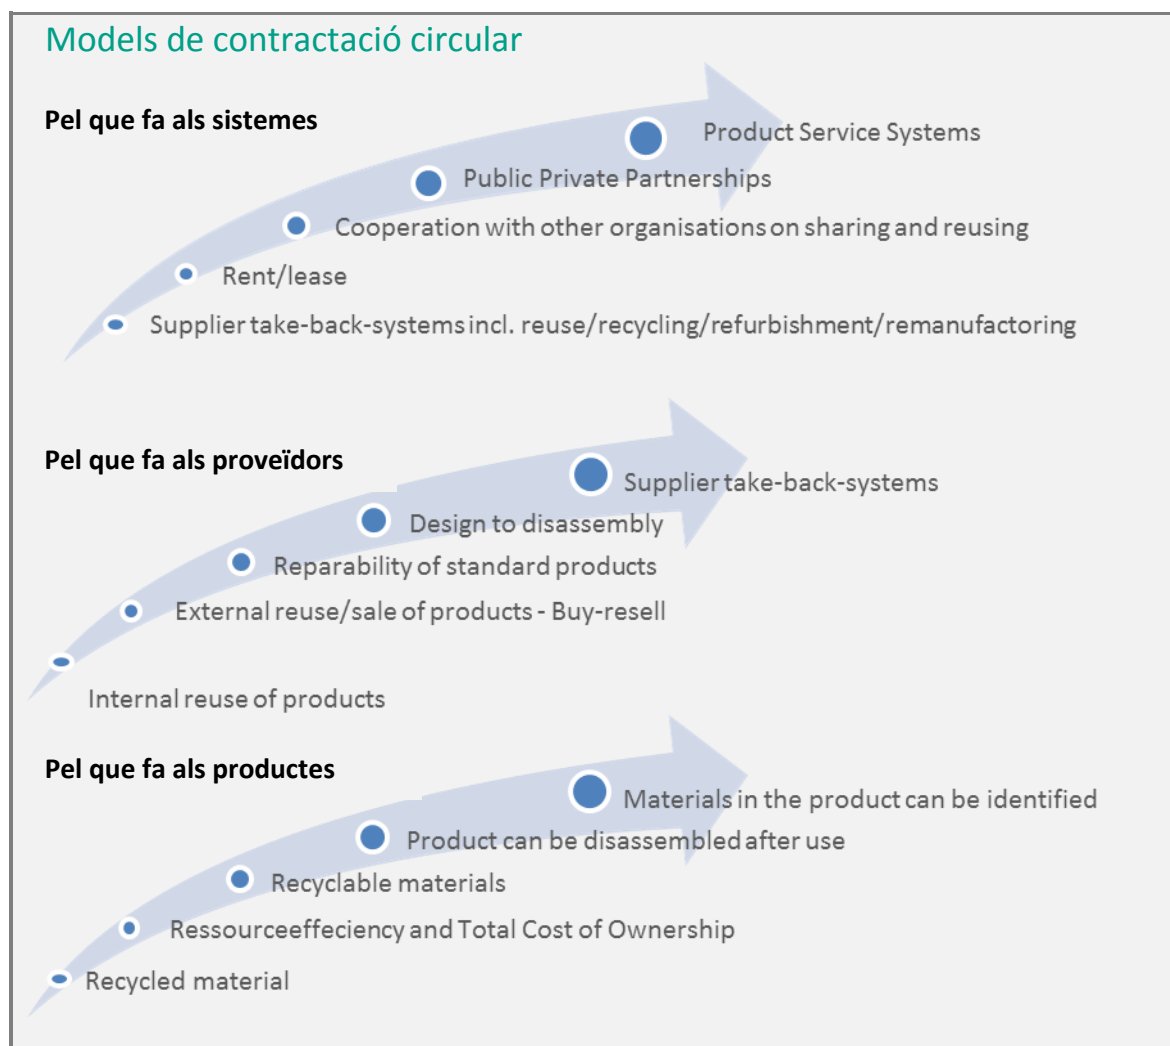 Models de contractació circular
Pel que fa als sistemes
Product Service Systems
Public Private Partnerships
Cooperation with other organisations on sharing and reusing
Rent/lease
Supplier take-back-systems incl. reuse/recycling/refurbishment/remanufactoring
Pel que fa als proveïdors
Supplier take-back-systems
Design to disassembly
Reparability of standard products
External reuse/sale of products - Buy-resell
Internal reuse of products
Pel que fa als productes
Materials in the product can be identified
Product can be disassembled after use
Recyclable materials
Ressourceeffeciency and Total Cost of Ownership
Recycled material